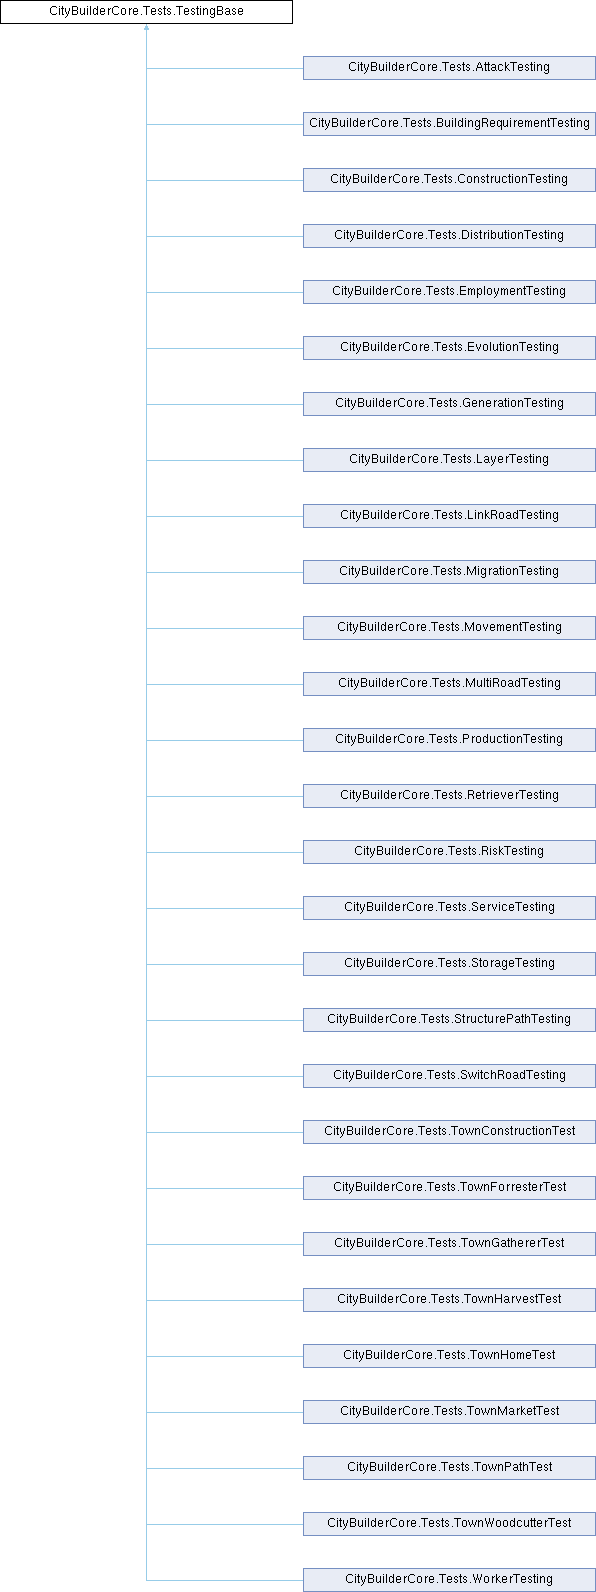 CityBuilderCore.Tests.TestingBase
CityBuilderCore.Tests.AttackTesting
CityBuilderCore.Tests.BuildingRequirementTesting
CityBuilderCore.Tests.ConstructionTesting
CityBuilderCore.Tests.DistributionTesting
CityBuilderCore.Tests.EmploymentTesting
CityBuilderCore.Tests.EvolutionTesting
CityBuilderCore.Tests.GenerationTesting
CityBuilderCore.Tests.LayerTesting
CityBuilderCore.Tests.LinkRoadTesting
CityBuilderCore.Tests.MigrationTesting
CityBuilderCore.Tests.MovementTesting
CityBuilderCore.Tests.MultiRoadTesting
CityBuilderCore.Tests.ProductionTesting
CityBuilderCore.Tests.RetrieverTesting
CityBuilderCore.Tests.RiskTesting
CityBuilderCore.Tests.ServiceTesting
CityBuilderCore.Tests.StorageTesting
CityBuilderCore.Tests.StructurePathTesting
CityBuilderCore.Tests.SwitchRoadTesting
CityBuilderCore.Tests.TownConstructionTest
CityBuilderCore.Tests.TownForresterTest
CityBuilderCore.Tests.TownGathererTest
CityBuilderCore.Tests.TownHarvestTest
CityBuilderCore.Tests.TownHomeTest
CityBuilderCore.Tests.TownMarketTest
CityBuilderCore.Tests.TownPathTest
CityBuilderCore.Tests.TownWoodcutterTest
CityBuilderCore.Tests.WorkerTesting